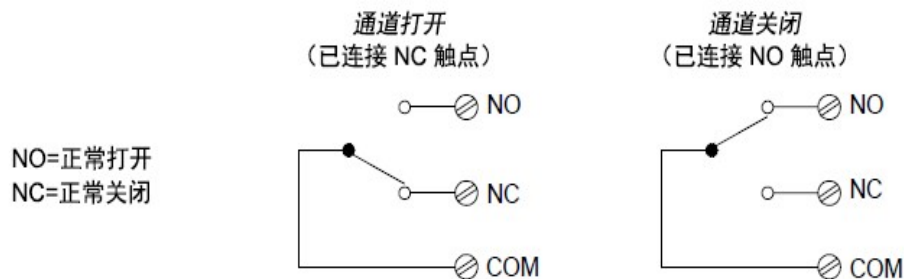 通道打开
（已连接 NC 触点）
NO
NC
COM
通道关闭
（已连接 NO 触点）
NO
NC
COM
NO=正常打开
NC=正常关闭